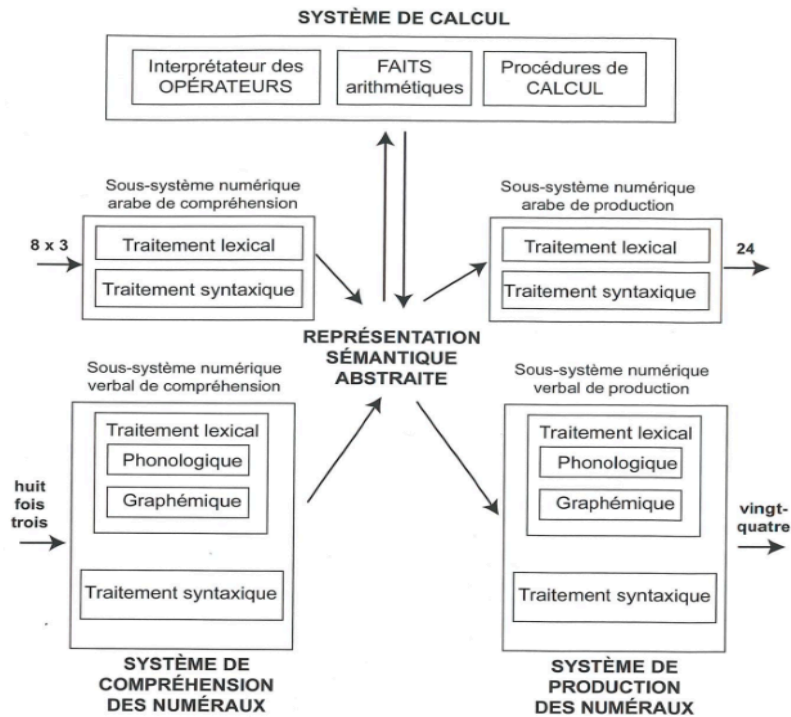 SYSTÈME DE CALCUL
Interprétateur des
OPÉRATEURS
FAITS
arithmétiques
Procédures de
CALCUL
Sous-système numérique
arabe de compréhension
8 x 3
Traitement lexical
Traitement syntaxique
Sous-système numérique
arabe de production
Traitement lexical
Traitement syntaxique
24
REPRÉSENTATION
SÉMANTIQUE
ABSTRAITE
Sous-système numérique
verbal de compréhension
huit
fois
trois
Traitement lexical
Phonologique
Graphémique
Traitement syntaxique
SYSTÈME DE
COMPRÉHENSION
DES NUMÉRAUX
Sous-système numérique
verbal de production
Traitement lexical
Phonologique
Graphémique
Traitement syntaxique
vingt-
quatre
SYSTÈME DE
PRODUCTION
DES NUMÉRAUX